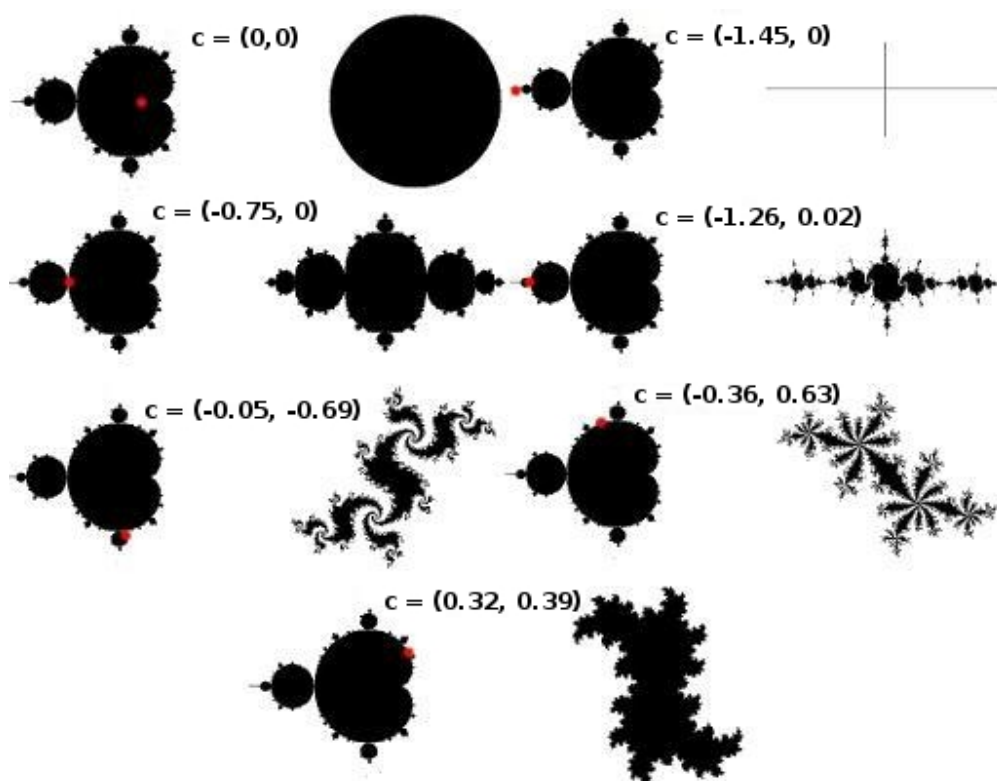 c = (0,0)
c = (-1.45, 0)
c = (-0.75, 0)
c = (-1.26, 0.02)
c = (-0.05, -0.69)
c = (-0.36, 0.63)
c = (0.32, 0.39)